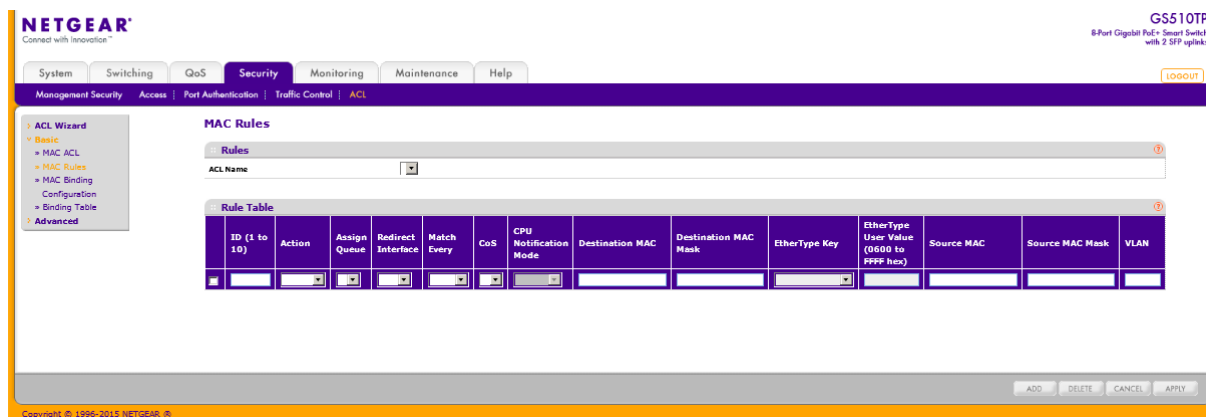 NETGEAR®
Connect with Innovation™
GS510TP
8-Port Gigabit PoE+ Smart Switch
with 2 SFP uplinks
System Switching QoS Security Monitoring Maintenance Help
LOGOUT
Management Security Access | Port Authentication | Traffic Control | ACL
ACL Wizard
Basic
» MAC ACL
» MAC Rules
» MAC Binding
Configuration
» Binding Table
Advanced
MAC Rules
Rules
ACL Name
Rule Table
ID (1 to 10) Action Assign Queue Redirect Interface Match Every CoS CPU Notification Mode Destination MAC Destination MAC Mask EtherType Key EtherType User Value (0600 to FFFF hex) Source MAC Source MAC Mask VLAN
ADD DELETE CANCEL APPLY
Copyright © 1996-2015 NETGEAR ®